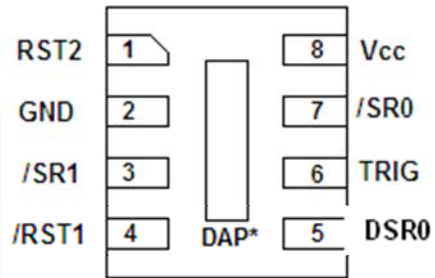 RST2 1 8 Vcc
GND 2 7 /SR0
/SR1 3 6 TRIG
/RST1 4 DAP* 5 DSR0